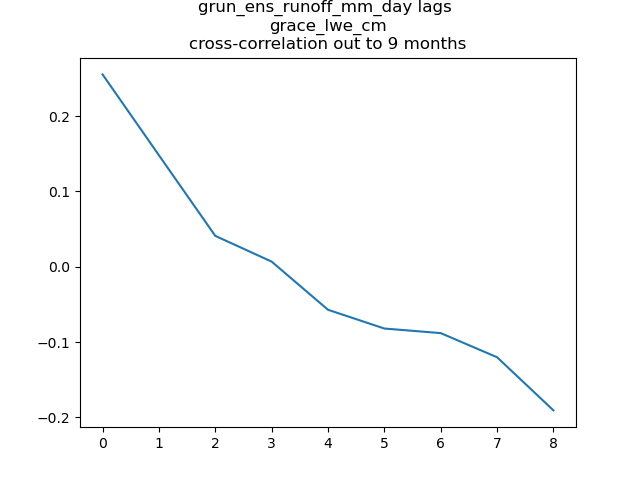 grun_ens_runoff_mm_day lags
grace_lwe_cm
cross-correlation out to 9 months
0.2
0.1
0.0
−0.1
−0.2
0 1 2 3 4 5 6 7 8